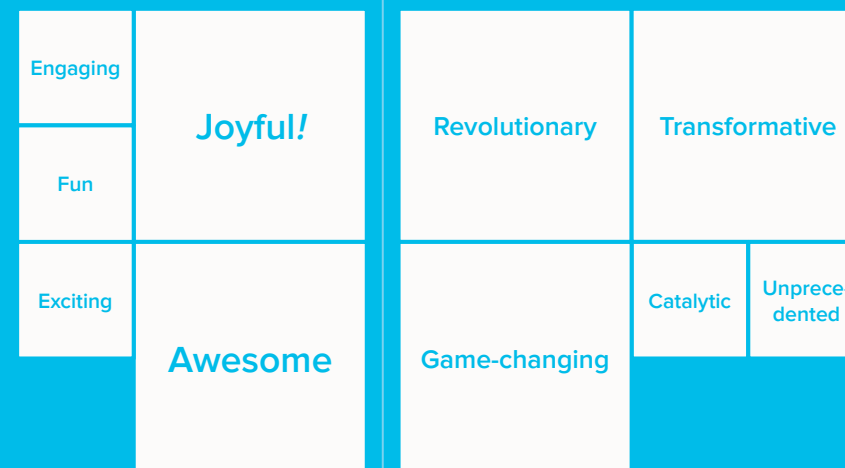 Engaging
Joyful!
Fun
Exciting
Awesome
Revolutionary
Transformative
Game-changing
Catalytic
Unprece-
dented